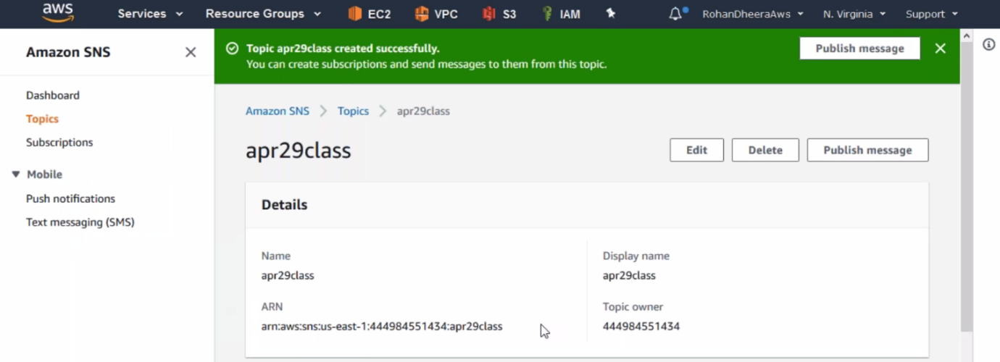 aws Services Resource Groups EC2 VPC S3 IAM RohanDheeraAws N. Virginia Support
Amazon SNS
Dashboard
Topics
Subscriptions
Mobile
Push notifications
Text messaging (SMS)
Topic apr29class created successfully.
You can create subscriptions and send messages to them from this topic.
Publish message
Amazon SNS Topics apr29class
apr29class
Edit Delete Publish message
Details
Name
apr29class
ARN
arn:aws:sns:us-east-1:444984551434:apr29class
Display name
apr29class
Topic owner
444984551434